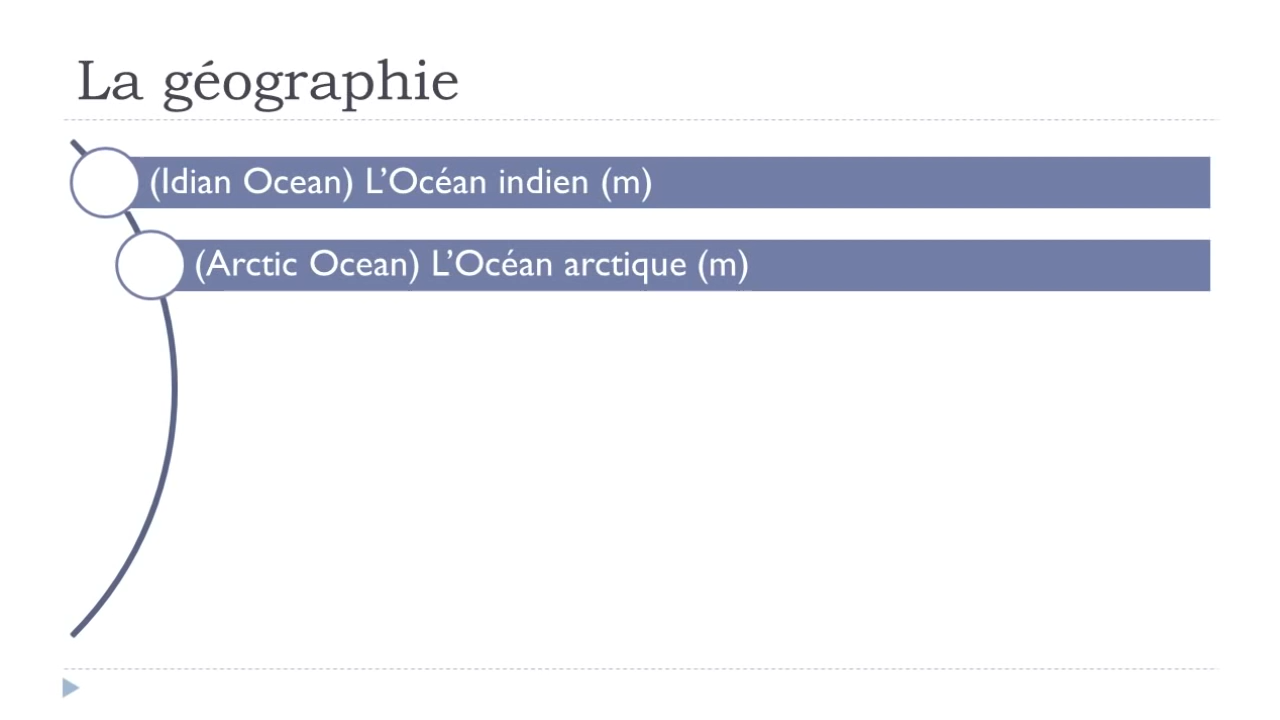 La géographie
(Idian Ocean) L’Océan indien (m)
(Arctic Ocean) L’Océan arctique (m)